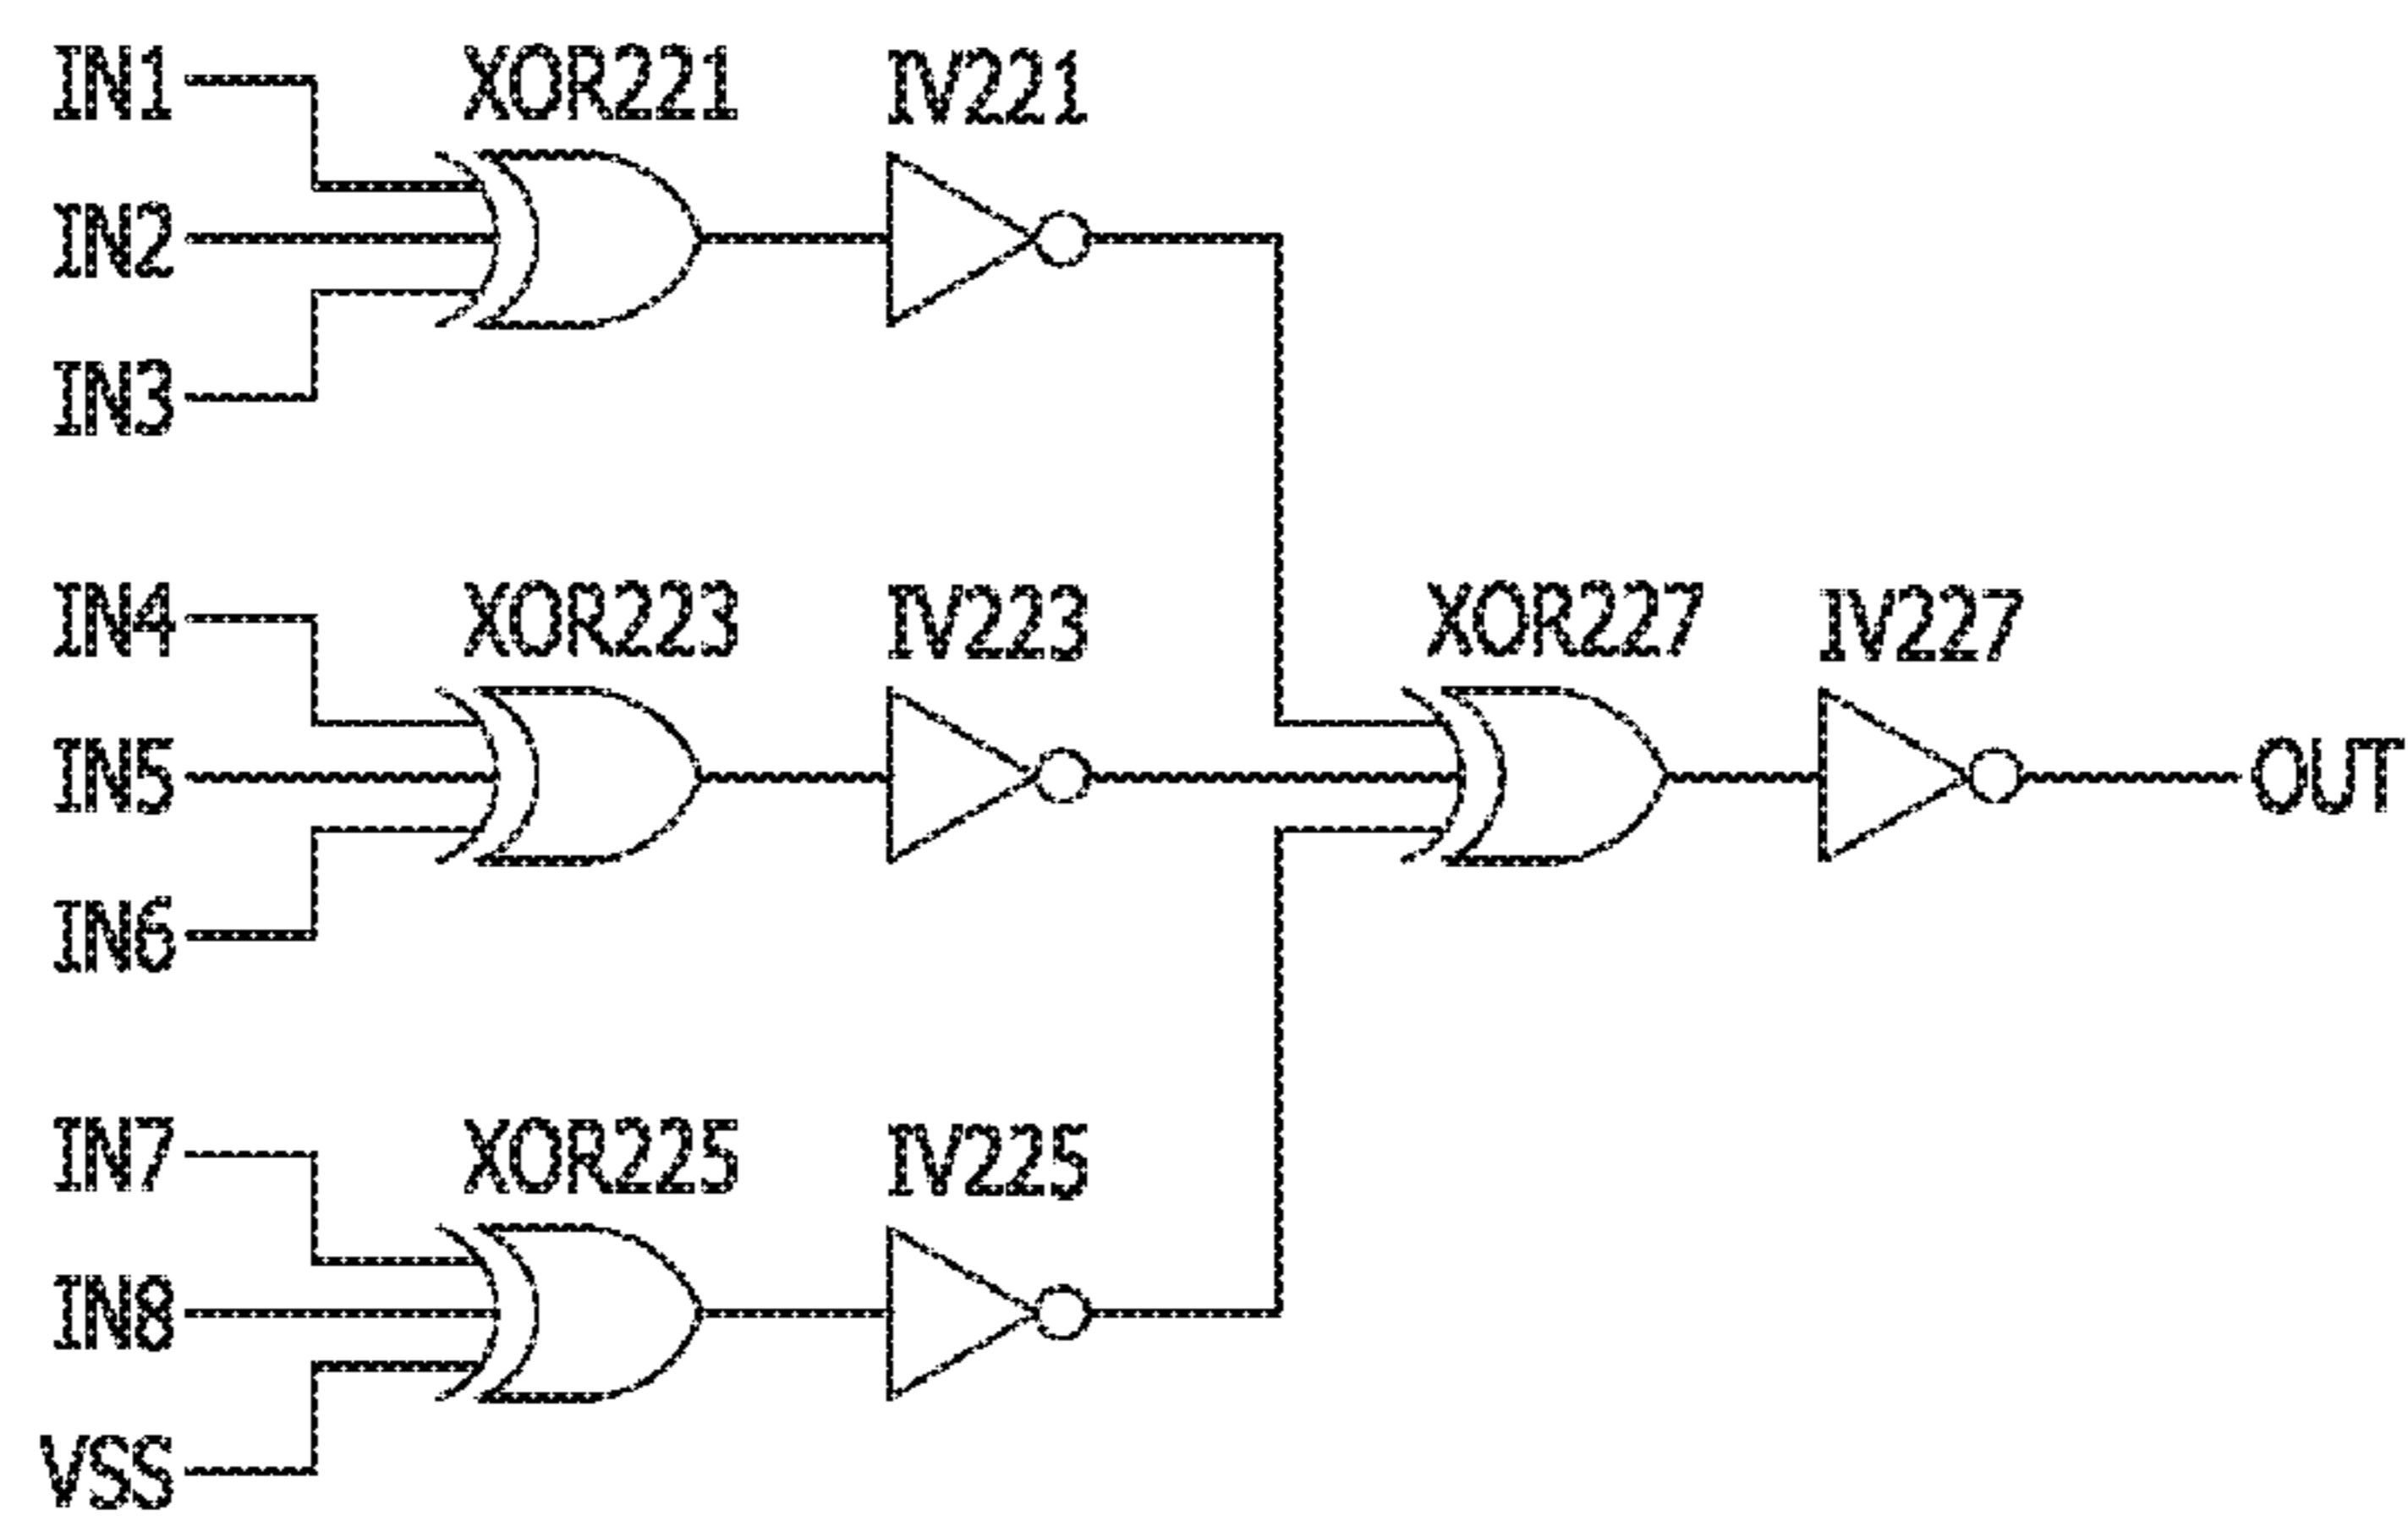 IN1 XOR221 IV221
IN2
IN3
IN4 XOR223 IV223 XOR227 IV227
IN5 OUT
IN6
IN7 XOR225 IV225
IN8
VSS